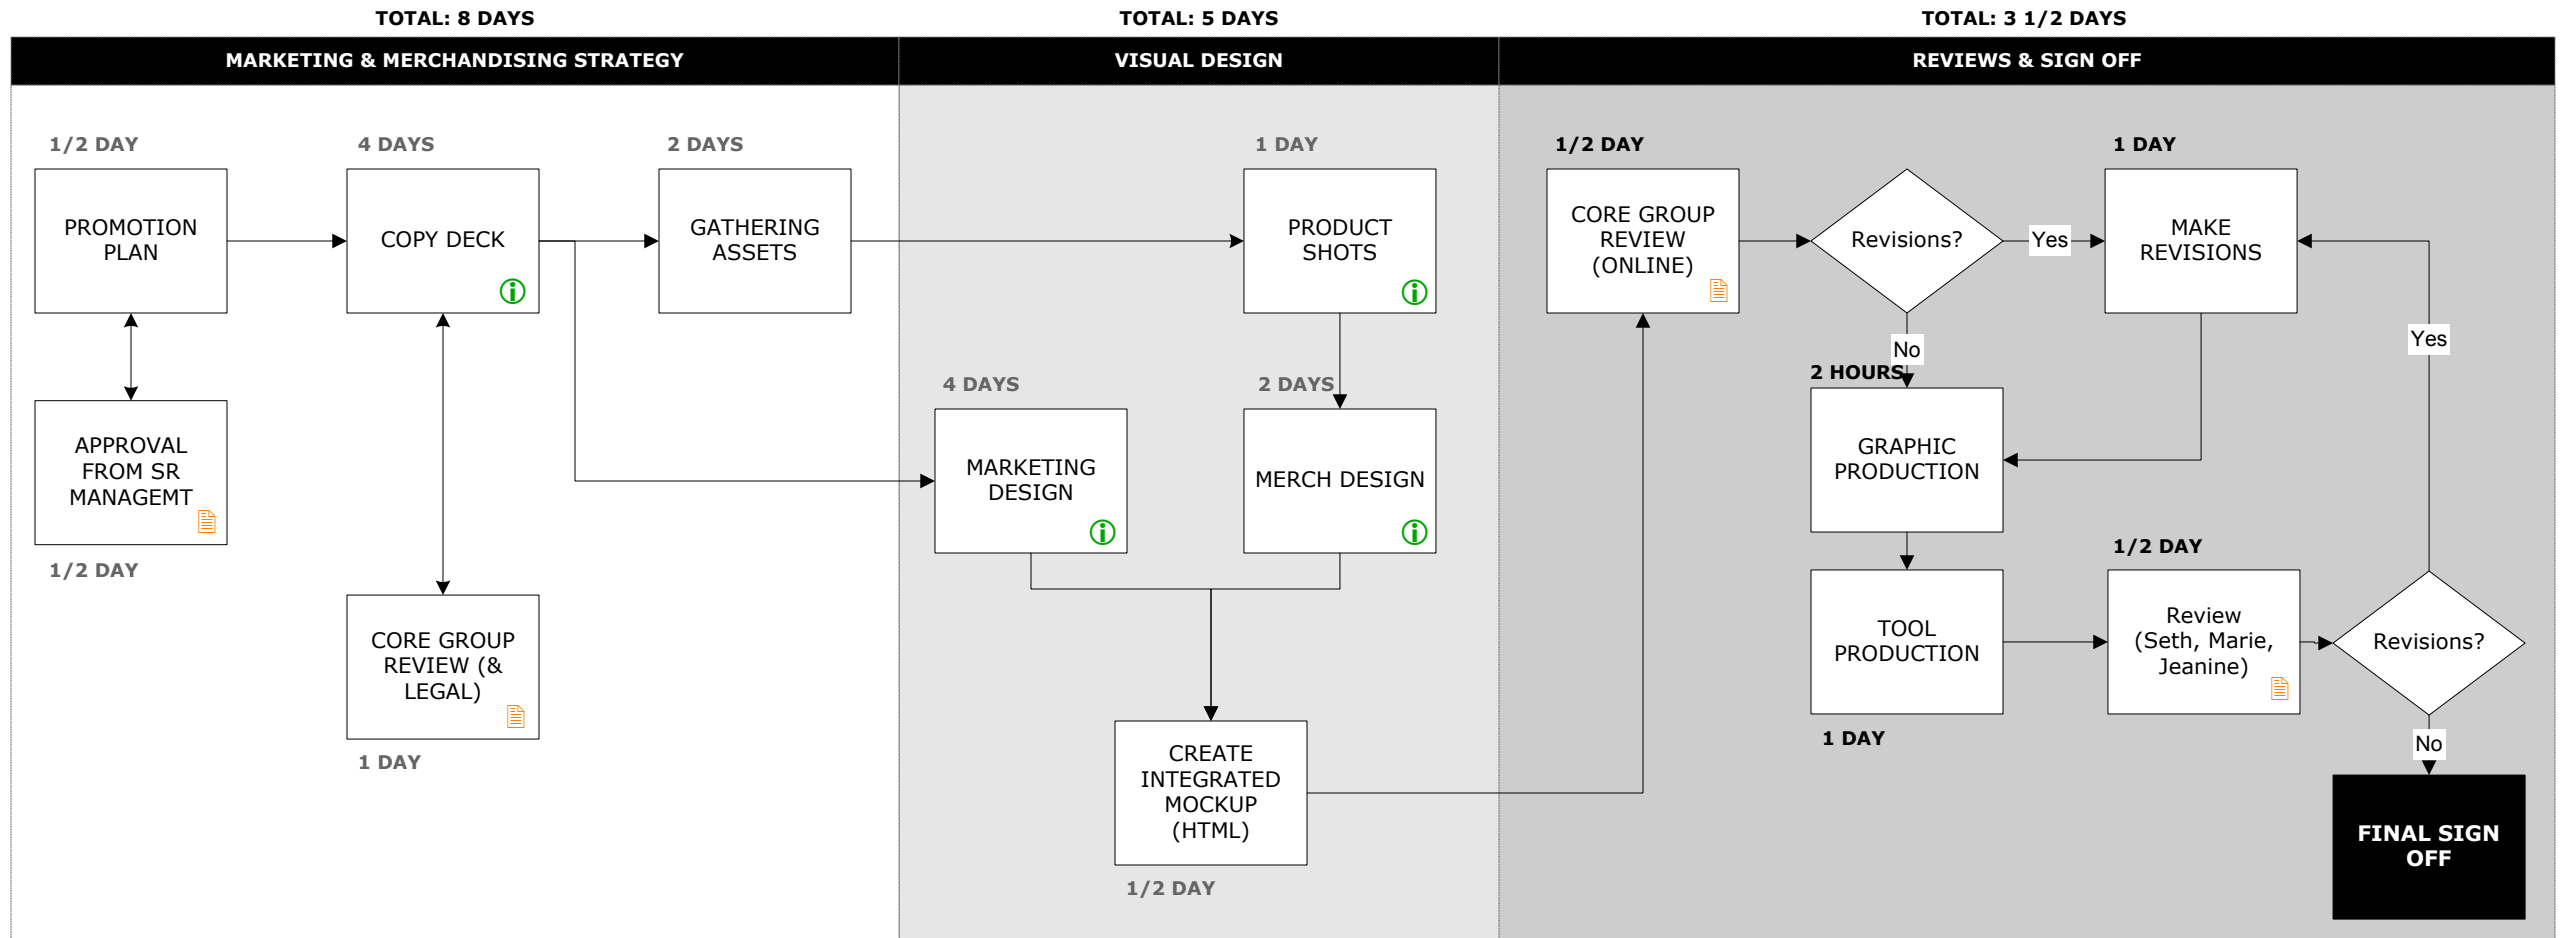 TOTAL: 8 DAYS
TOTAL: 5 DAYS
TOTAL: 3 1/2 DAYS
MARKETING & MERCHANDISING STRATEGY
VISUAL DESIGN
REVIEWS & SIGN OFF
1/2 DAY
PROMOTION
PLAN
APPROVAL
FROM SR
MANAGEMT
1/2 DAY
4 DAYS
COPY DECK
CORE GROUP
REVIEW (&
LEGAL)
1 DAY
2 DAYS
GATHERING
ASSETS
1 DAY
PRODUCT
SHOTS
4 DAYS
MARKETING
DESIGN
2 DAYS
MERCH DESIGN
CREATE
INTEGRATED
MOCKUP
(HTML)
1/2 DAY
1/2 DAY
CORE GROUP
REVIEW
(ONLINE)
Revisions?
Yes
1 DAY
MAKE
REVISIONS
No
2 HOURS
GRAPHIC
PRODUCTION
TOOL
PRODUCTION
1 DAY
1/2 DAY
Review
(Seth, Marie,
Jeanine)
Revisions?
Yes
No
FINAL SIGN
OFF